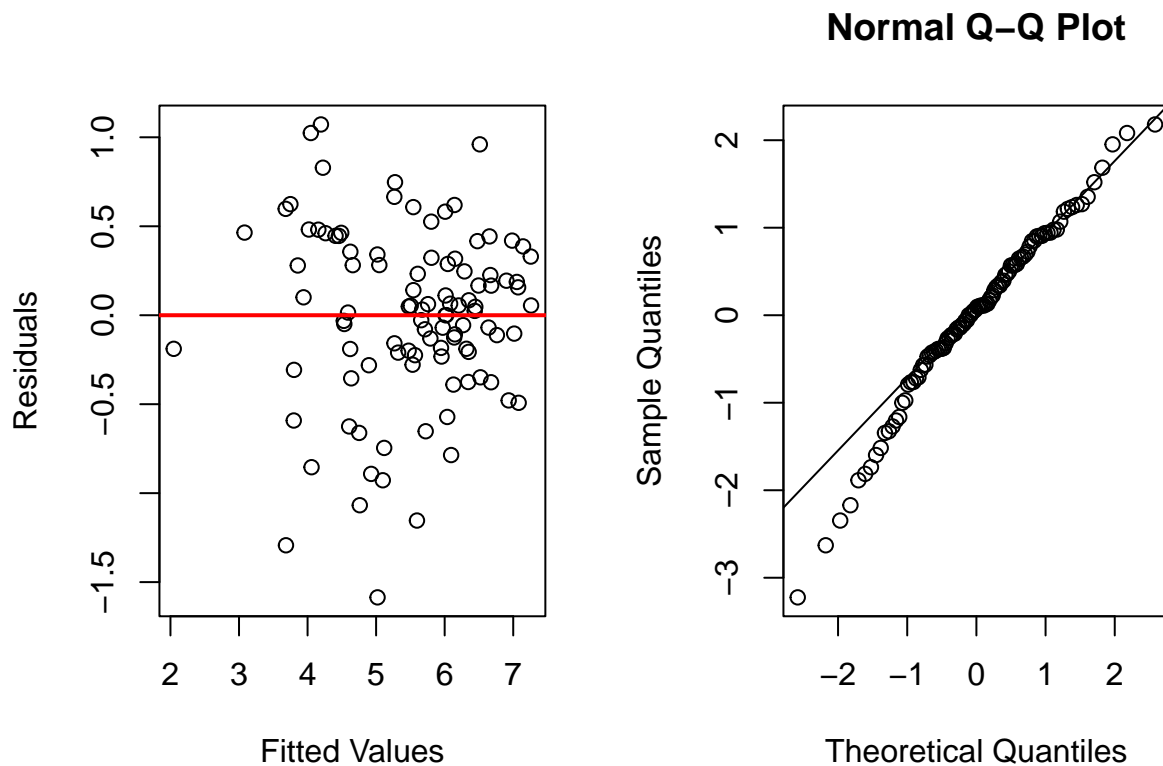 Normal Q−Q Plot
Residuals
1.0
0.5
0.0
−0.5
−1.5
2 3 4 5 6 7
Fitted Values
Sample Quantiles
2
1
0
−1
−2
−3
−2 −1 0 1 2
Theoretical Quantiles